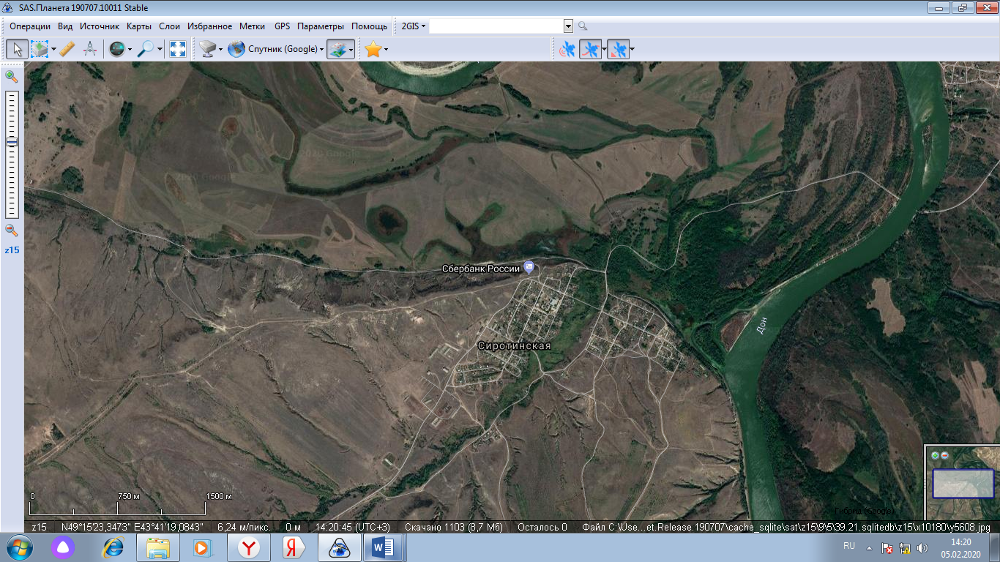 SAS.Планета 190707.10011 Stable
Операции Вид Источник Карты Слои Избранное Метки GPS Параметры Помощь 2GIS
Спутник (Google)
z15
2020 Google
2020 Google
Сбербанк России
Сиротинская
Дон
0 750 м 1500 м
Гибрид (Google)
z15 N49°15'23,3473" E43°41'19,0843" 6,24 м/пикс. 0 м 14:20:45 (UTC+3) Скачано 1103 (8,7 Мб) Осталось 0 Файл C:\Use...et.Release.190707\cache_sqlite\sat\z15\9\5\39.21.sqlitedb\z15\x10180\y5608.jpg
RU 14:20
05.02.2020